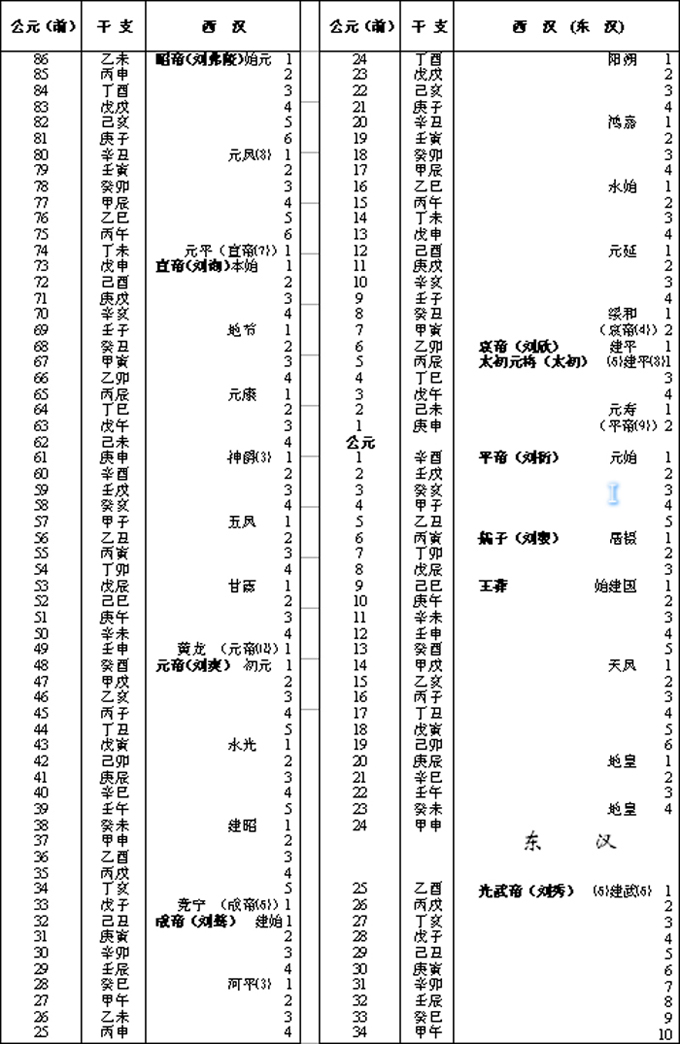 公元（前） 干支 西 汉
86 乙未 昭帝(刘弗陵)始元 1
85 丙申 2
84 丁酉 3
83 戊戌 4
82 己亥 5
81 庚子 6
80 辛丑 元凤{8} 1
79 壬寅 2
78 癸卯 3
77 甲辰 4
76 乙巳 5
75 丙午 6
74 丁未 元平（宣帝{7}）1
73 戊申 宣帝(刘询)本始 1
72 己酉 2
71 庚戌 3
70 辛亥 4
69 壬子 地节 1
68 癸丑 2
67 甲寅 3
66 乙卯 4
65 丙辰 元康 1
64 丁巳 2
63 戊午 3
62 己未 4
61 庚申 神爵{3} 1
60 辛酉 2
59 壬戌 3
58 癸亥 4
57 甲子 五凤 1
56 乙丑 2
55 丙寅 3
54 丁卯 4
53 戊辰 甘露 1
52 己巳 2
51 庚午 3
50 辛未 4
49 壬申 黄龙 （元帝{12}）1
48 癸酉 元帝(刘奭) 初元 1
47 甲戌 2
46 乙亥 3
45 丙子 4
44 丁丑 5
43 戊寅 永光 1
42 己卯 2
41 庚辰 3
40 辛巳 4
39 壬午 5
38 癸未 建昭 1
37 甲申 2
36 乙酉 3
35 丙戌 4
34 丁亥 5
33 戊子 竞宁 （成帝{6}）1
32 己丑 成帝（刘骜） 建始1
31 庚寅 2
30 辛卯 3
29 壬辰 4
28 癸巳 河平{3} 1
27 甲午 2
26 乙未 3
25 丙申 4
公元（前） 干支 西 汉 (东 汉)
24 丁酉 阳朔 1
23 戊戌 2
22 己亥 3
21 庚子 4
20 辛丑 鸿嘉 1
19 壬寅 2
18 癸卯 3
17 甲辰 4
16 乙巳 永始 1
15 丙午 2
14 丁未 3
13 戊申 4
12 己酉 元延 1
11 庚戌 2
10 辛亥 3
9 壬子 4
8 癸丑 绥和 1
7 甲寅 （哀帝{4}）2
6 乙卯 哀帝（刘欣） 建平 1
5 丙辰 太初元将（太初） {6}建平{8}1
4 丁巳 3
3 戊午 4
2 己未 元寿 1
1 庚申 （平帝{9}）2
公元
1 辛酉 平帝（刘衎） 元始 1
2 壬戌 2
3 癸亥 3
4 甲子 4
5 乙丑 5
6 丙寅 孺子（刘婴） 居摄 1
7 丁卯 2
8 戊辰 3
9 己巳 王莽 始建国 1
10 庚午 2
11 辛未 3
12 壬申 4
13 癸酉 5
14 甲戌 天凤 1
15 乙亥 2
16 丙子 3
17 丁丑 4
18 戊寅 5
19 己卯 6
20 庚辰 地皇 1
21 辛巳 2
22 壬午 3
23 癸未 地皇 4
24 甲申
东 汉
25 乙酉 光武帝（刘秀） {6}建武{6} 1
26 丙戌 2
27 丁亥 3
28 戊子 4
29 己丑 5
30 庚寅 6
31 辛卯 7
32 壬辰 8
33 癸巳 9
34 甲午 10